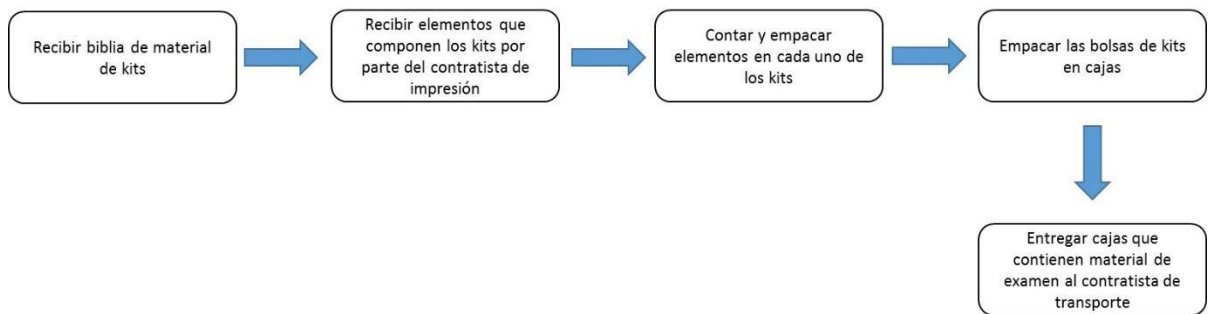 Recibir biblia de material
de kits
Recibir elementos que
componen los kits por
parte del contratista de
impresión
Contar y empacar
elementos en cada uno de
los kits
Empacar las bolsas de kits
en cajas
Entregar cajas que
contienen material de
examen al contratista de
transporte